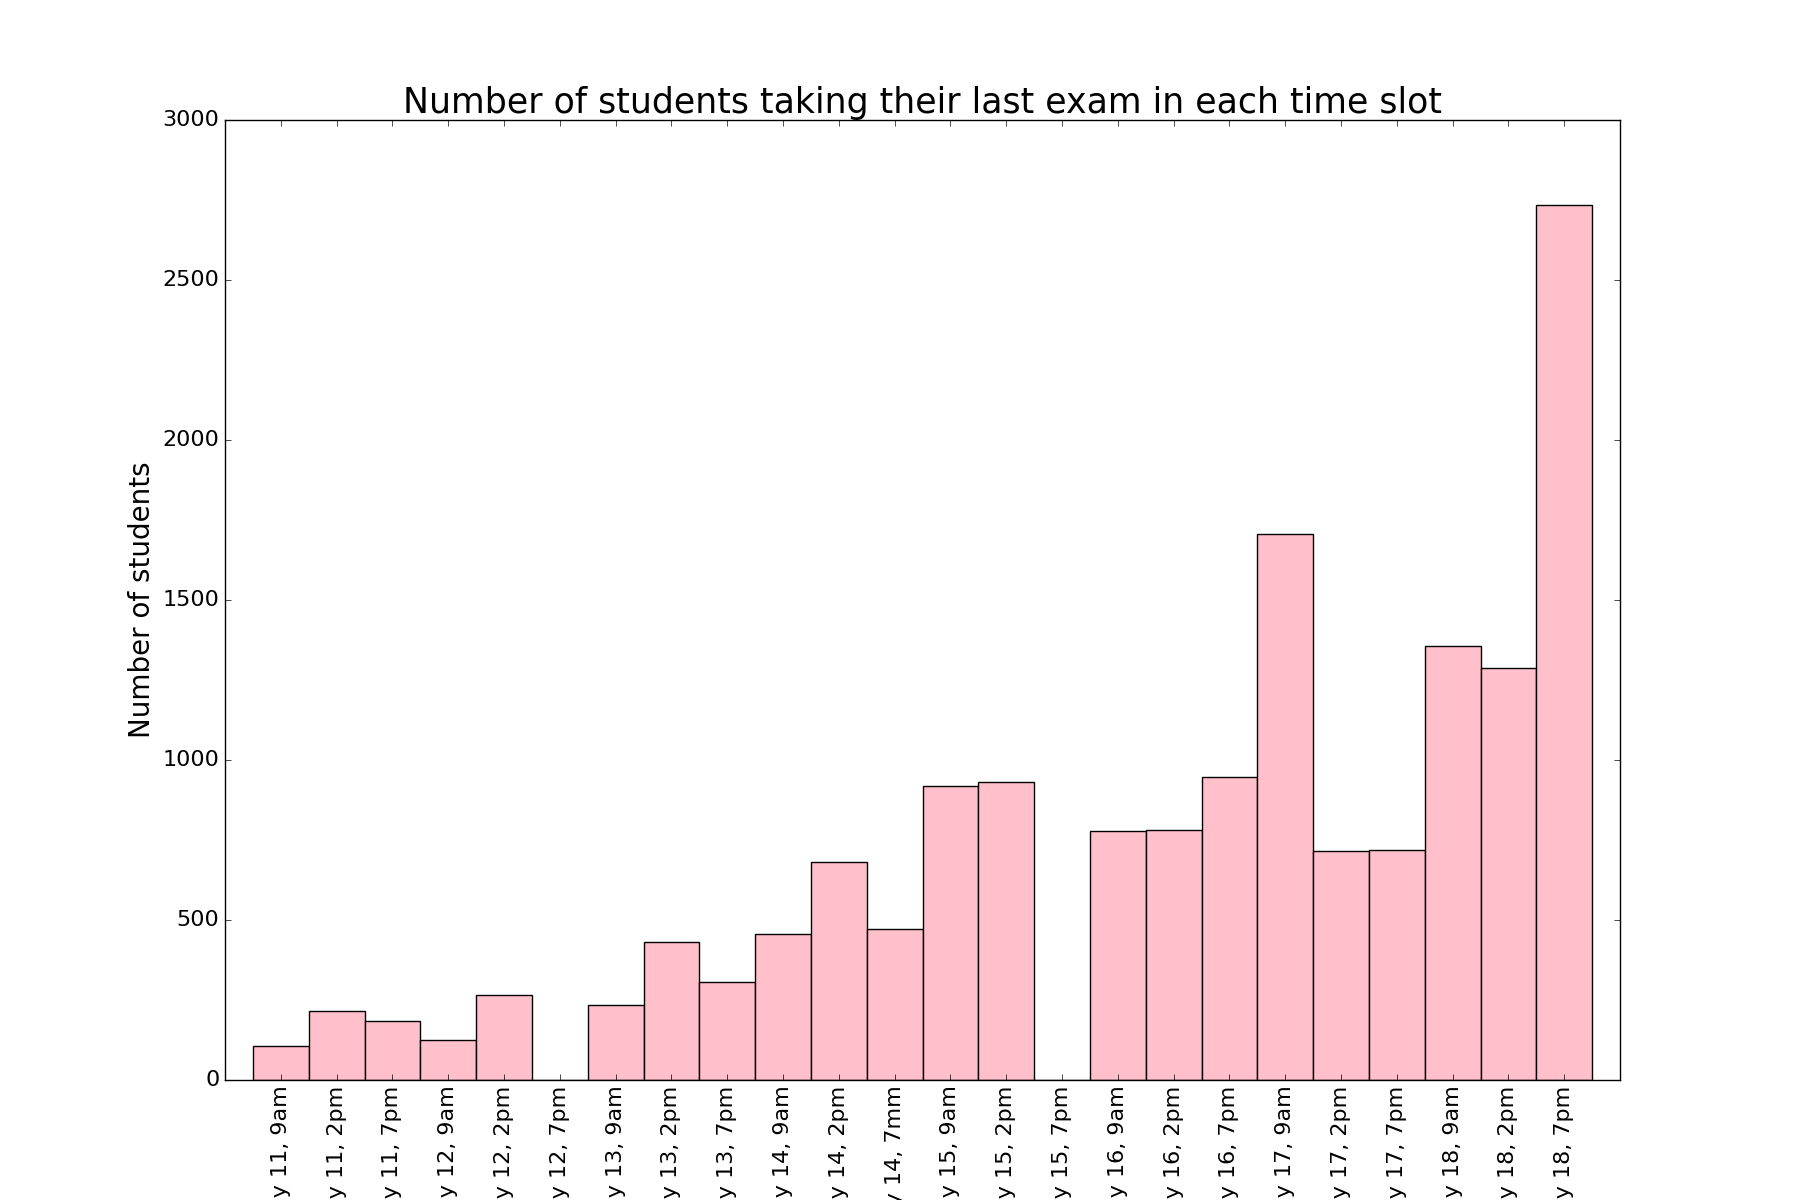 Number of students taking their last exam in each time slot
3000
2500
2000
1500
1000
500
0
Number of students
y 11, 9am
y 11, 2pm
y 11, 7pm
y 12, 9am
y 12, 2pm
y 12, 7pm
y 13, 9am
y 13, 2pm
y 13, 7pm
y 14, 9am
y 14, 2pm
y 14, 7mm
y 15, 9am
y 15, 2pm
y 15, 7pm
y 16, 9am
y 16, 2pm
y 16, 7pm
y 17, 9am
y 17, 2pm
y 17, 7pm
y 18, 9am
y 18, 2pm
y 18, 7pm